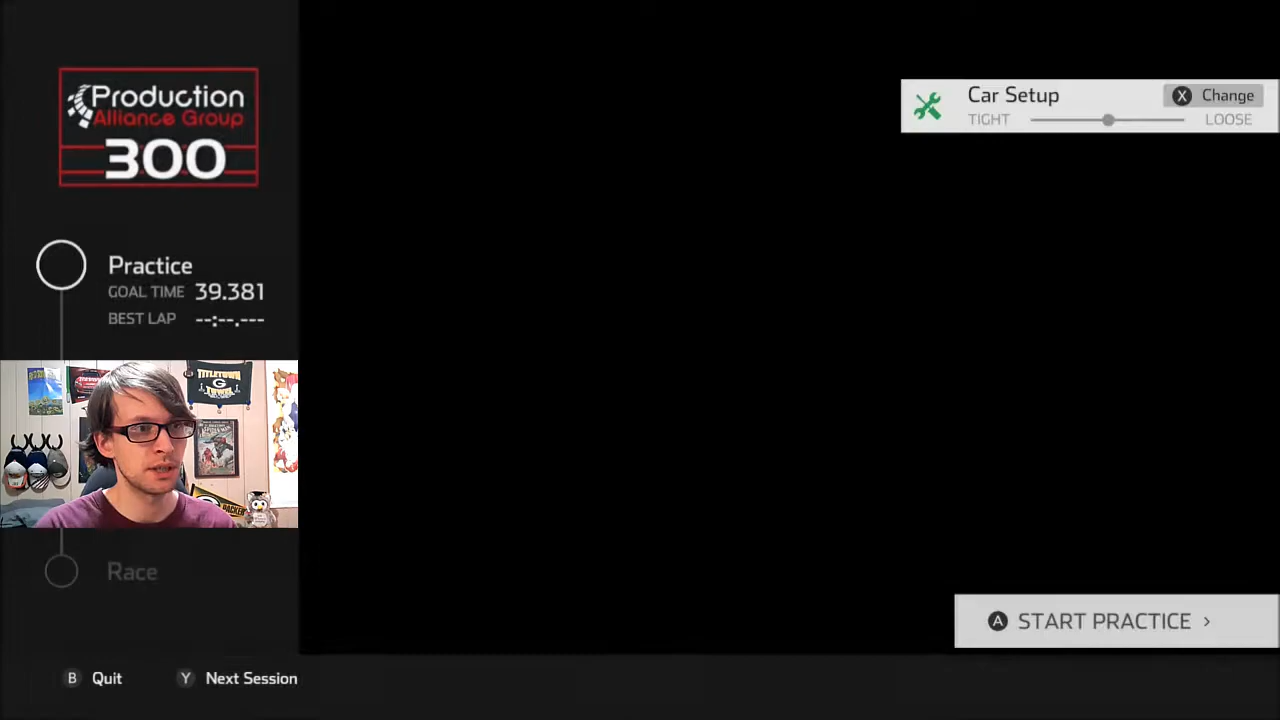 Production
Alliance Group
300
Practice
GOAL TIME 39.381
BEST LAP --:--.---
Car Setup
X Change
TIGHT LOOSE
TITLETOWN
G
PACKERS
Race
A START PRACTICE >
B Quit
Y Next Session